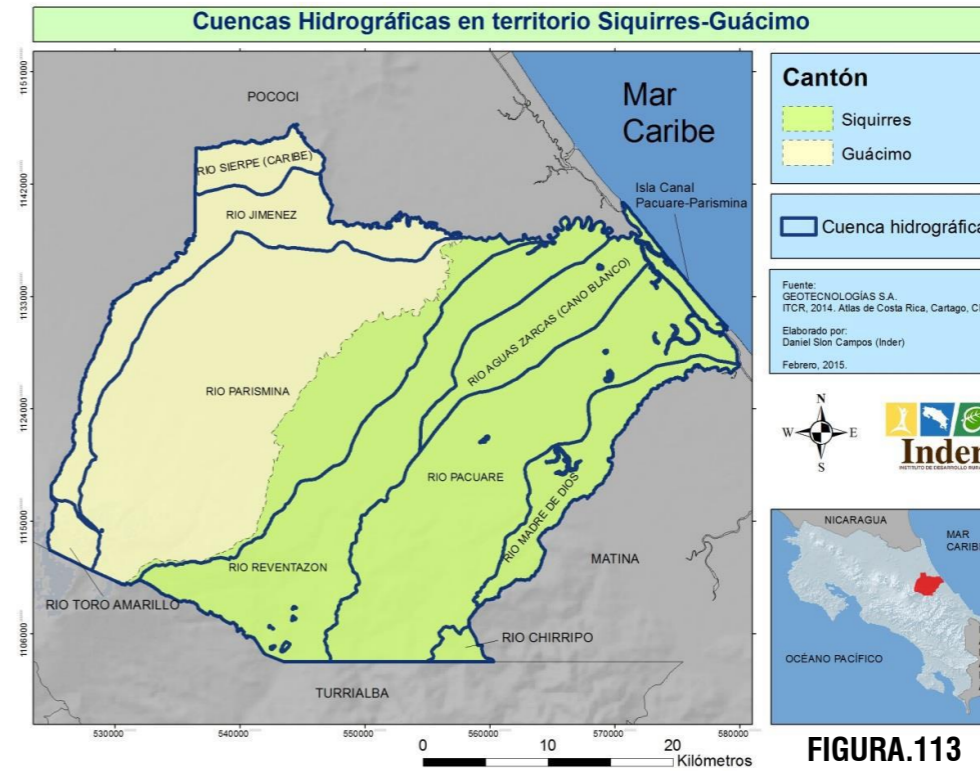 Cuencas Hidrográficas en territorio Siquirres-Guácimo
1151000
1142000
1133000
1124000
1115000
1106000
POCOCI
Mar
Caribe
RIO SIERPE (CARIBE)
RIO JIMENEZ
Isla Canal
Pacuare-Parismina
RIO AGUAS ZARCAS (CANO BLANCO)
RIO PARISMINA
RIO PACUARE
RIO MADRE DE DIOS
MATINA
RIO REVENTAZON
RIO TORO AMARILLO
RIO CHIRRIPO
TURRIALBA
530000 540000 550000 560000 570000 580000
0 10 20
Kilómetros
Cantón
Siquirres
Guácimo
Cuenca hidrográfica
Fuente:
GEOTECNOLOGÍAS S.A.
ITCR, 2014. Atlas de Costa Rica, Cartago, C
Elaborado por:
Daniel Slon Campos (Inder)
Febrero, 2015.
N
W E
S
Inder
INSTITUTO DE DESARROLLO
NICARAGUA
MAR
CARIBE
OCÉANO PACÍFICO
FIGURA.113